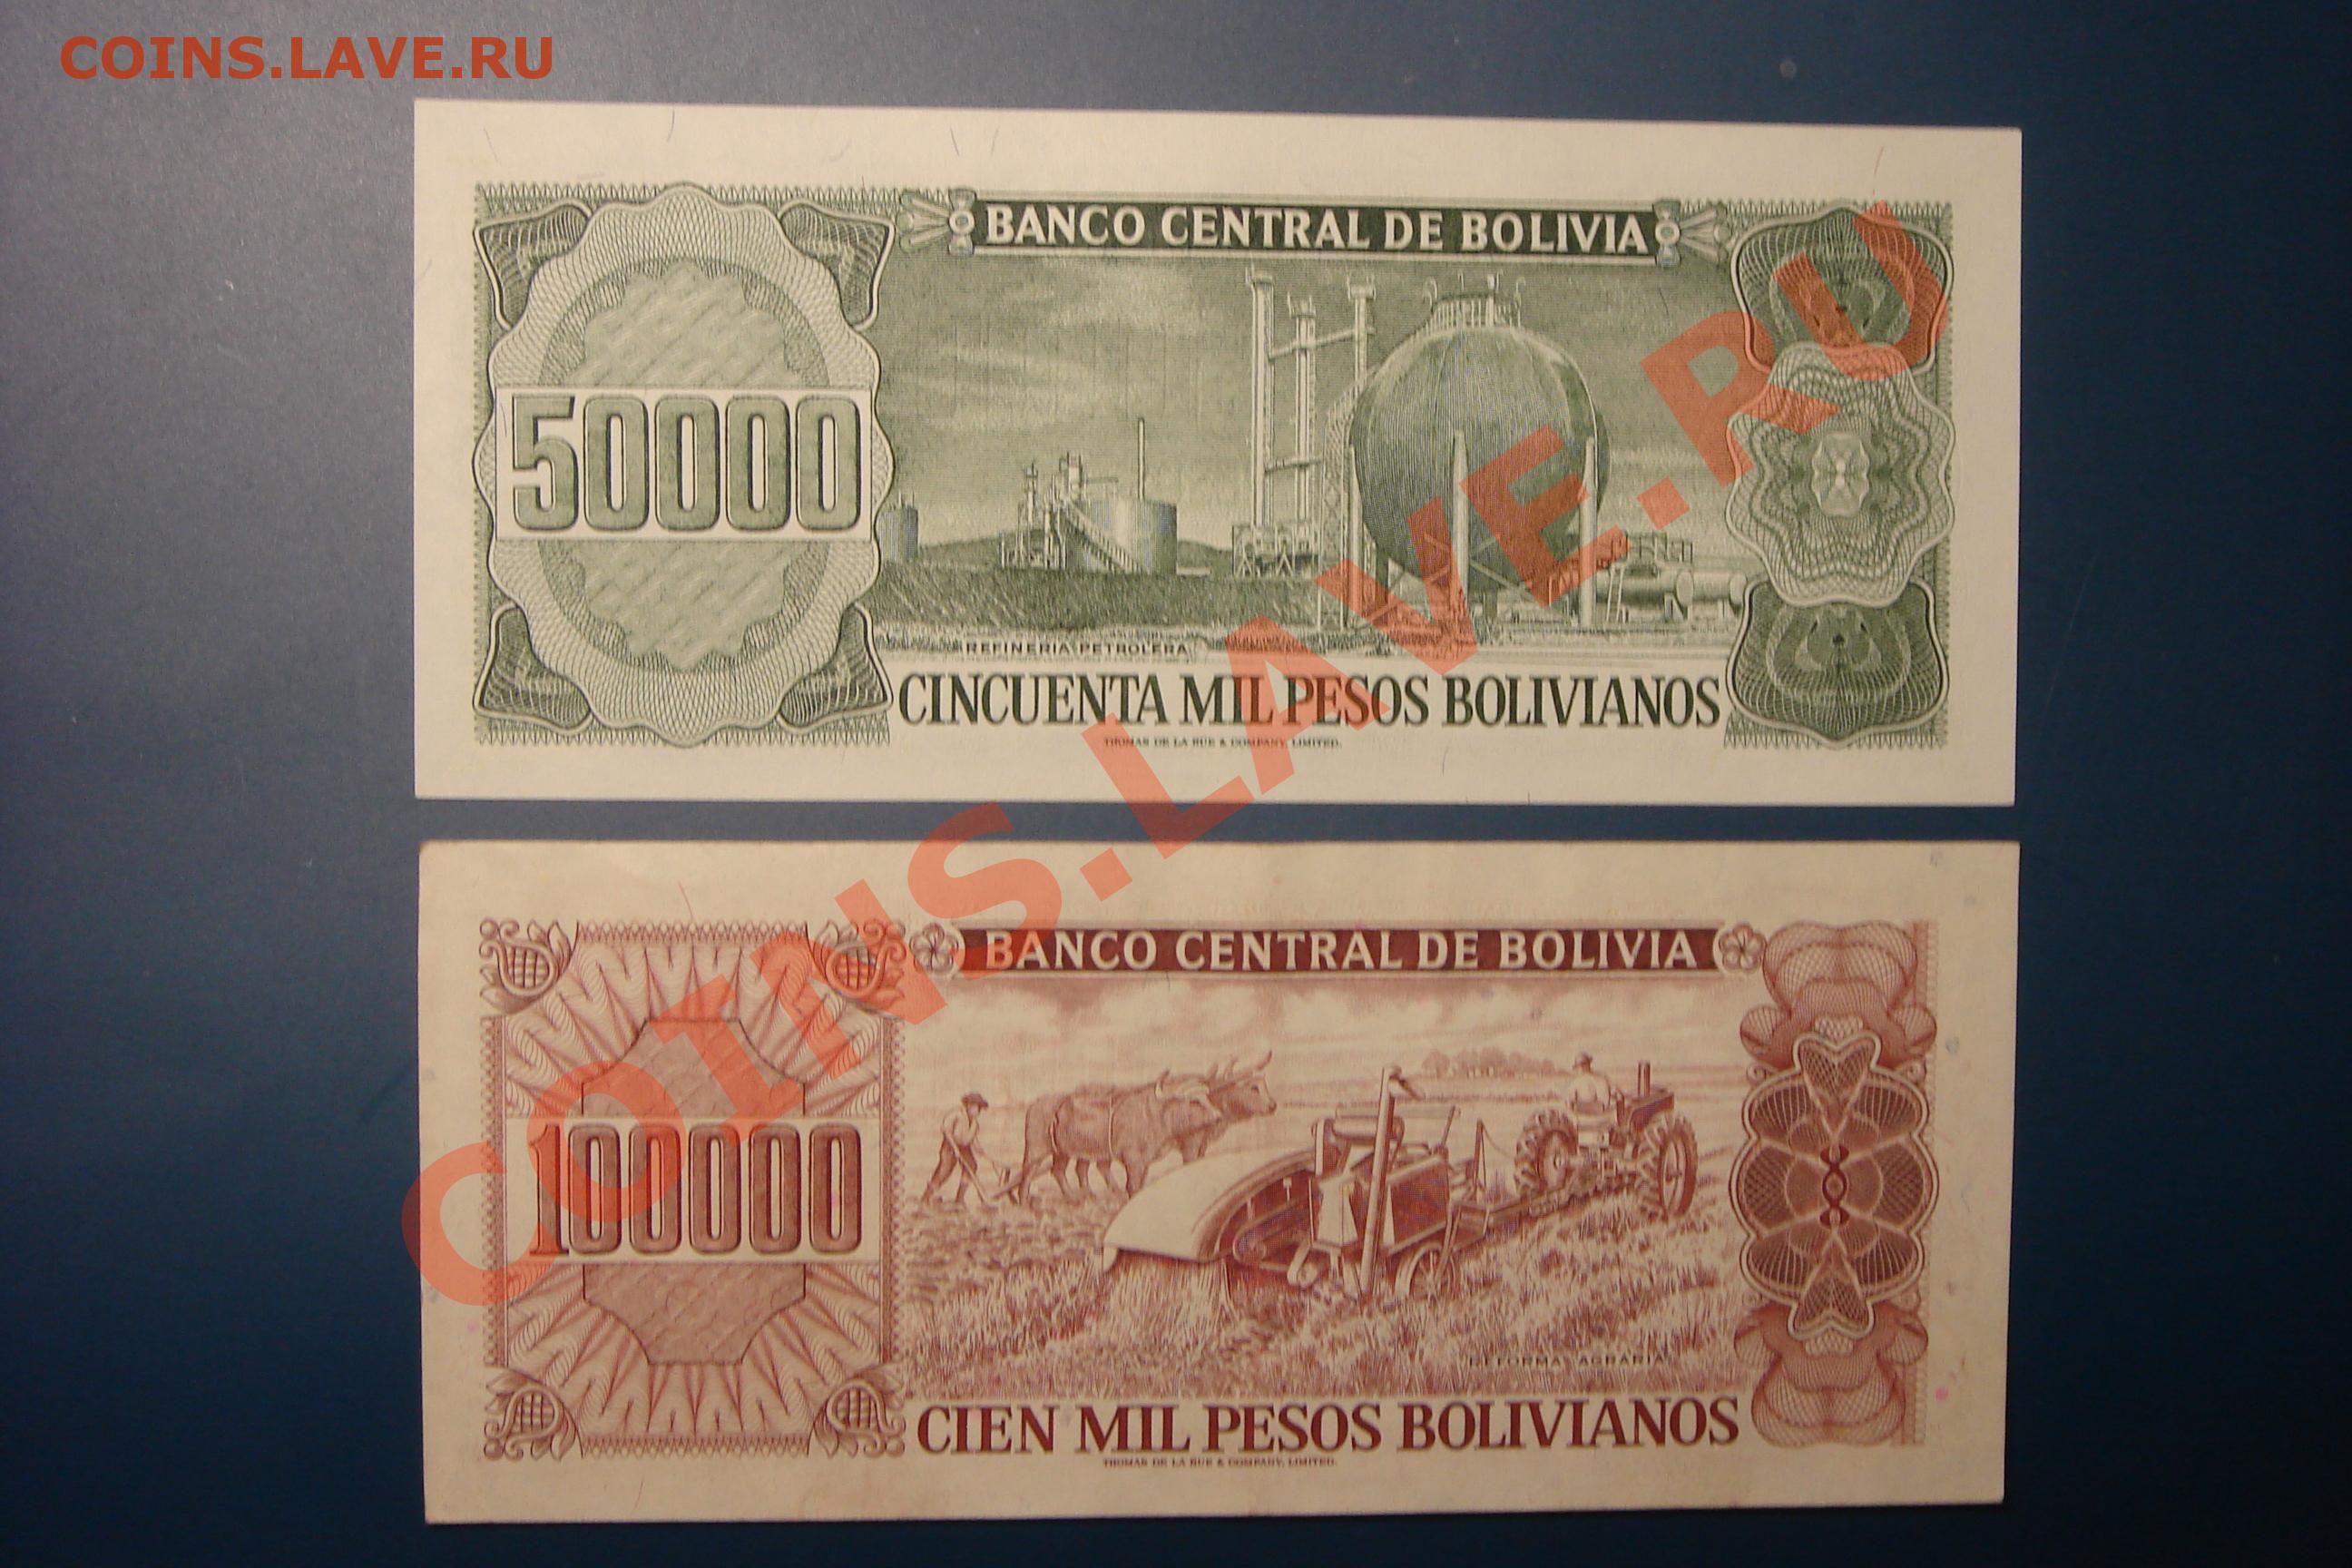 COINS.LAVE.RU
BANCO CENTRAL DE BOLIVIA
50000
REFINERIA PETROLERA
CINCUENTA MIL PESOS BOLIVIANOS
THOMAS DE LA RUE & COMPANY, LIMITED.
COINS.LAVE.RU
BANCO CENTRAL DE BOLIVIA
100000
REFORMA AGRARIA
CIEN MIL PESOS BOLIVIANOS
THOMAS DE LA RUE & COMPANY, LIMITED.